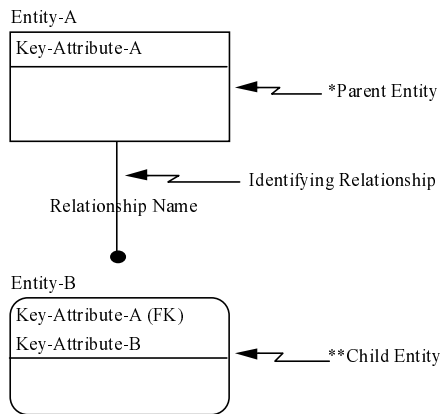 Entity-A
Key-Attribute-A
*Parent Entity
Identifying Relationship
Relationship Name
Entity-B
Key-Attribute-A (FK)
Key-Attribute-B
**Child Entity